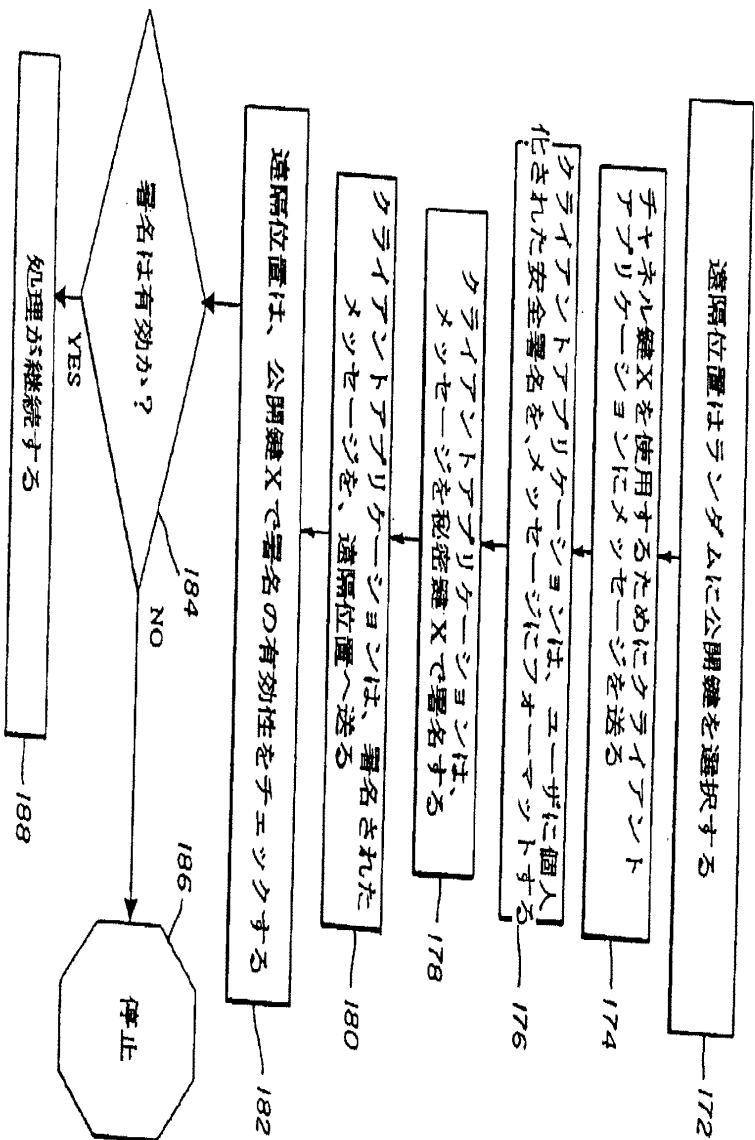 遠隔位置はランダムに公開鍵を選択する
172
チャネル鍵Xを使用するためにクライアント
アプリケーションにメッセージを送る
174
クライアントアプリケーションは、ユーザに個人
化された安全署名を、メッセージにフォーマットする
176
クライアントアプリケーションは、
メッセージを秘密鍵Xで署名する
178
クライアントアプリケーションは、署名された
メッセージを、遠隔位置へ送る
180
遠隔位置は、公開鍵Xで署名の有効性をチェックする
182
署名は有効か?
184
NO
停止
186
YES
処理が継続する
188